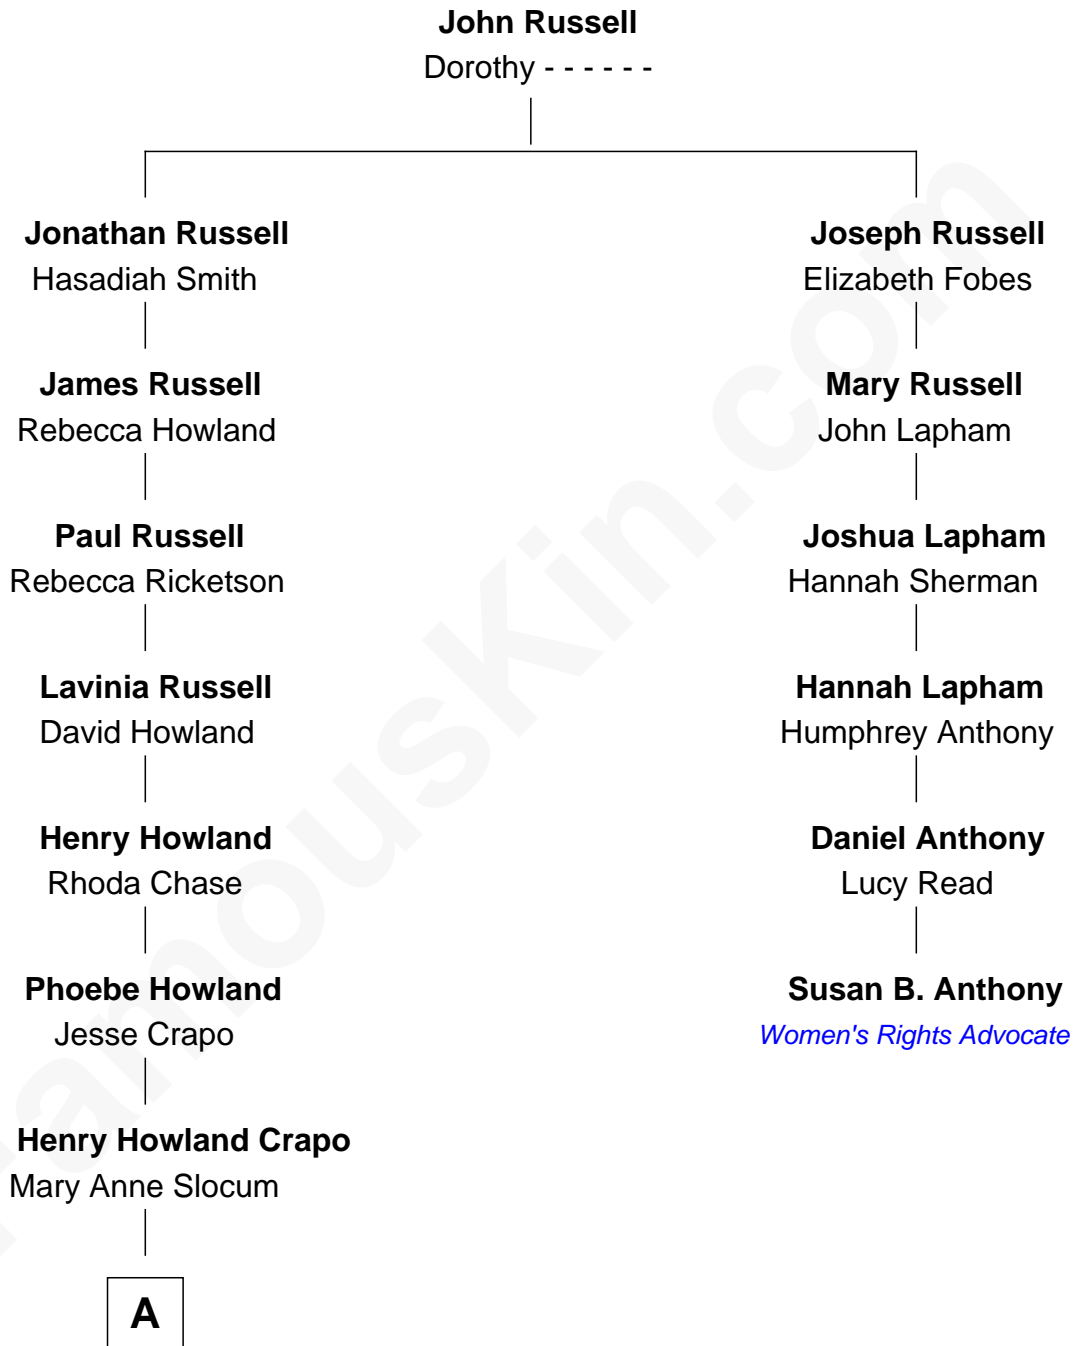 John Russell
Dorothy - - - - - -
Jonathan Russell
Hasadiah Smith
James Russell
Rebecca Howland
Paul Russell
Rebecca Ricketson
Lavinia Russell
David Howland
Henry Howland
Rhoda Chase
Phoebe Howland
Jesse Crapo
Henry Howland Crapo
Mary Anne Slocum
A
Joseph Russell
Elizabeth Fobes
Mary Russell
John Lapham
Joshua Lapham
Hannah Sherman
Hannah Lapham
Humphrey Anthony
Daniel Anthony
Lucy Read
Susan B. Anthony
Women's Rights Advocate
FamousKin.com